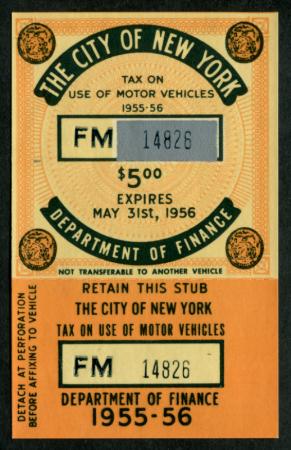 THE CITY OF NEW YORK
TAX ON
USE OF MOTOR VEHICLES
1955-56
FM 14826
$5.00
EXPIRES
MAY 31st, 1956
DEPARTMENT OF FINANCE
NOT TRANSFERABLE TO ANOTHER VEHICLE
DETACH AT PERFORATION
BEFORE AFFIXING TO VEHICLE
RETAIN THIS STUB
THE CITY OF NEW YORK
TAX ON USE OF MOTOR VEHICLES
FM 14826
DEPARTMENT OF FINANCE
1955-56